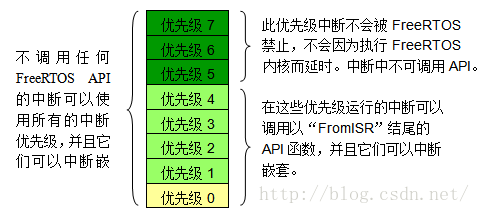 不调用任何
FreeRTOS API
的中断可以使
用所有的中断
优先级，并且它
们可以中断嵌
优先级 7
优先级 6
优先级 5
优先级 4
优先级 3
优先级 2
优先级 1
优先级 0
此优先级中断不会被 FreeRTOS
禁止，不会因为执行 FreeRTOS
内核而延时。中断中不可调用 API。
在这些优先级运行的中断可以
调用以“FromISR”结尾的
API 函数，并且它们可以中断
嵌套。
http://blog.csdn.net/